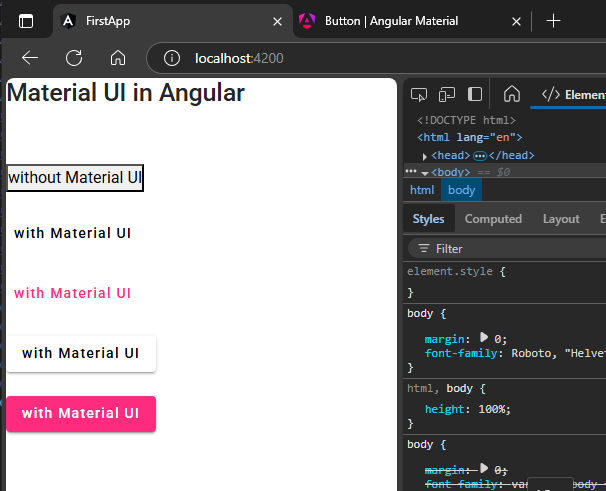 FirstApp
Button | Angular Material
localhost:4200
Material UI in Angular
without Material UI
with Material UI
with Material UI
with Material UI
with Material UI
Elemen
<!DOCTYPE html>
<html lang="en">
<head> </head>
<body> == $0
html body
Styles Computed Layout E
Filter
element.style {
}
body {
margin: 0;
font-family: Roboto, "Helvet
}
html, body {
height: 100%;
}
body {
margin: 0;
font-family: var body